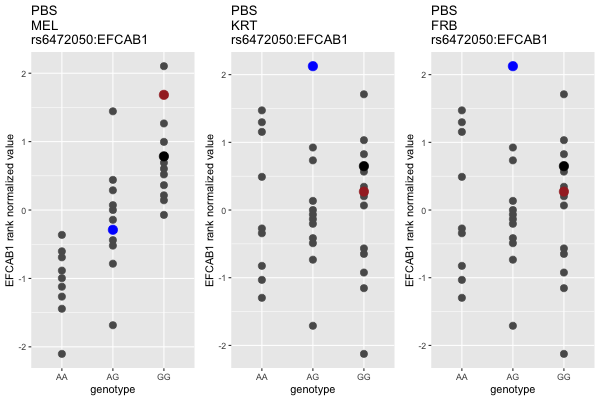 PBS
MEL
rs6472050:EFCAB1
EFCAB1 rank normalized value
2
1
0
-1
-2
AA AG GG
genotype
PBS
KRT
rs6472050:EFCAB1
EFCAB1 rank normalized value
2
1
0
-1
-2
AA AG GG
genotype
PBS
FRB
rs6472050:EFCAB1
EFCAB1 rank normalized value
2
1
0
-1
-2
AA AG GG
genotype